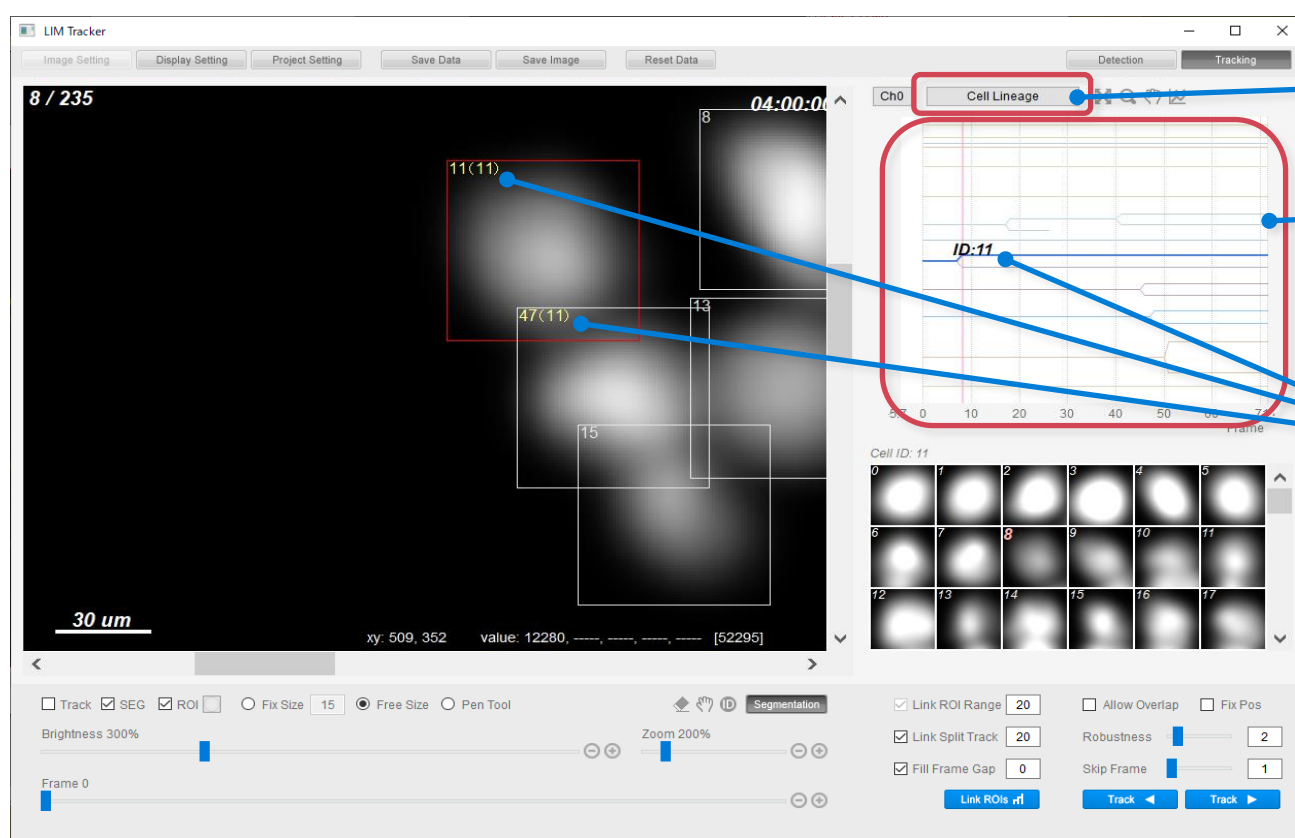 LIM Tracker
Image Setting Display Setting Project Setting Save Data Save Image Reset Data Detection Tracking
8 / 235
04:00:00
Ch0 Cell Lineage
8
11(11)
ID:11
13
47(11)
15
0 10 20 30 40 50 60
Frame
Cell ID: 11
0 1 2 3 4 5
6 7 8 9 10 11
12 13 14 15 16 17
30 um
xy: 509, 352 value: 12280, -----, -----, ----- [52295]
Track SEG ROI Fix Size 15 Free Size Pen Tool ID Segmentation
Link ROI Range 20 Allow Overlap Fix Pos
Brightness 300% Zoom 200%
Link Split Track 20 Robustness 2
Frame 0
Fill Frame Gap 0 Skip Frame 1
Link ROIs Track Track